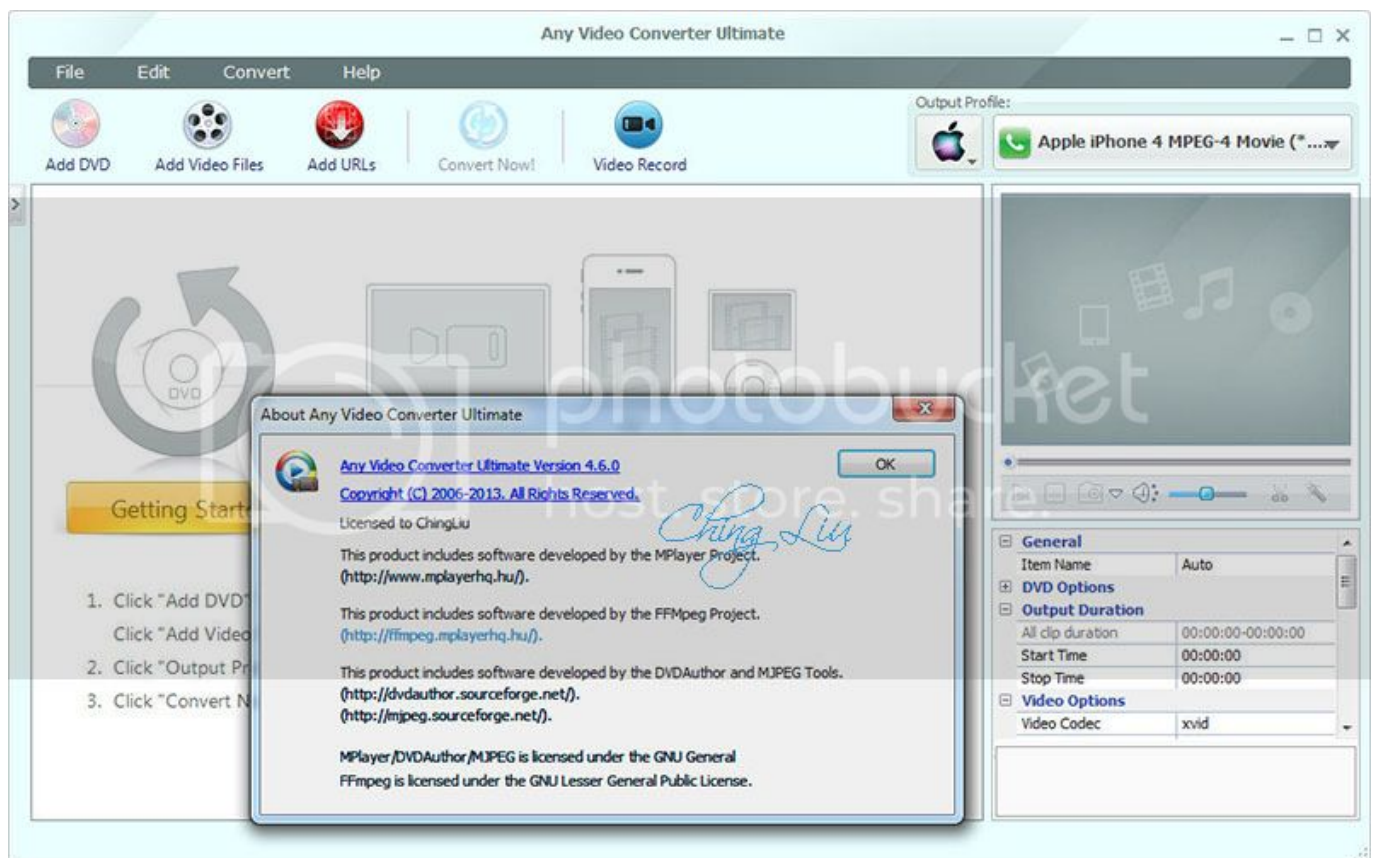 Any Video Converter Ultimate
File Edit Convert Help
Add DVD Add Video Files Add URLs Convert Now! Video Record
Output Profile:
Apple iPhone 4 MPEG-4 Movie (*....
DVD
photobucket
host. store. share.
Getting Starte
1. Click "Add DVD"
Click "Add Video
2. Click "Output Pr
3. Click "Convert N
About Any Video Converter Ultimate
Any Video Converter Ultimate Version 4.6.0
Copyright (C) 2006-2013. All Rights Reserved.
Licensed to ChingLiu
Ching Liu
This product includes software developed by the MPlayer Project.
(http://www.mplayerhq.hu/).
This product includes software developed by the FFMpeg Project.
(http://ffmpeg.mplayerhq.hu/).
This product includes software developed by the DVDAuthor and MJPEG Tools.
(http://dvdauthor.sourceforge.net/).
(http://mjpeg.sourceforge.net/).
MPlayer/DVDAuthor/MJPEG is licensed under the GNU General
FFmpeg is licensed under the GNU Lesser General Public License.
OK
General
Item Name Auto
DVD Options
Output Duration
All clip duration 00:00:00-00:00:00
Start Time 00:00:00
Stop Time 00:00:00
Video Options
Video Codec xvid